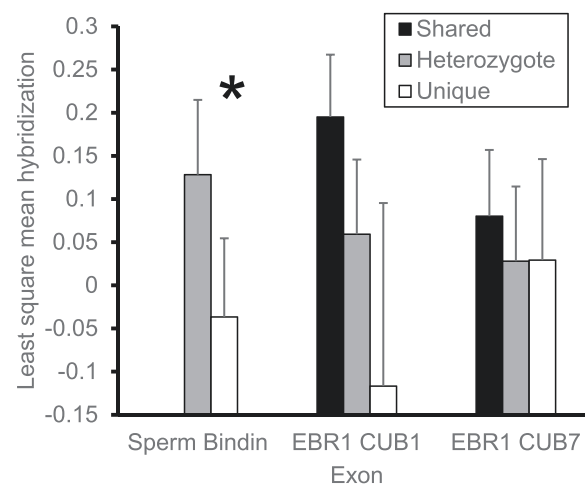 Least square mean hybridization
0.3
0.25
0.2
0.15
0.1
0.05
0
-0.05
-0.1
-0.15
*
Shared
Heterozygote
Unique
Sperm Bindin EBR1 CUB1 EBR1 CUB7
Exon